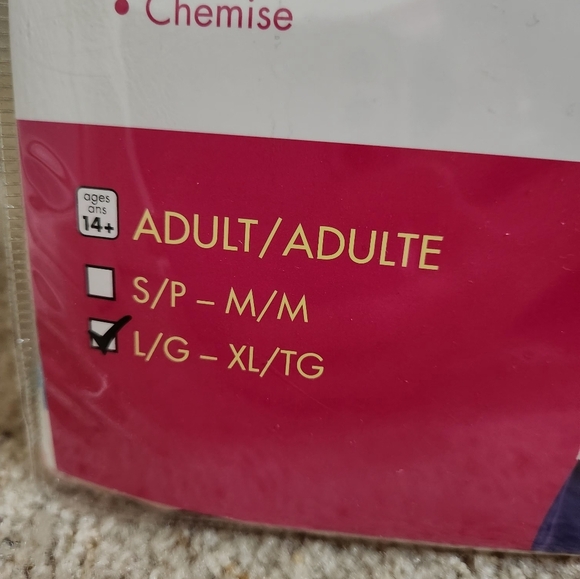 • Chemise
ages
ans
14+
ADULT/ADULTE
S/P – M/M
L/G – XL/TG